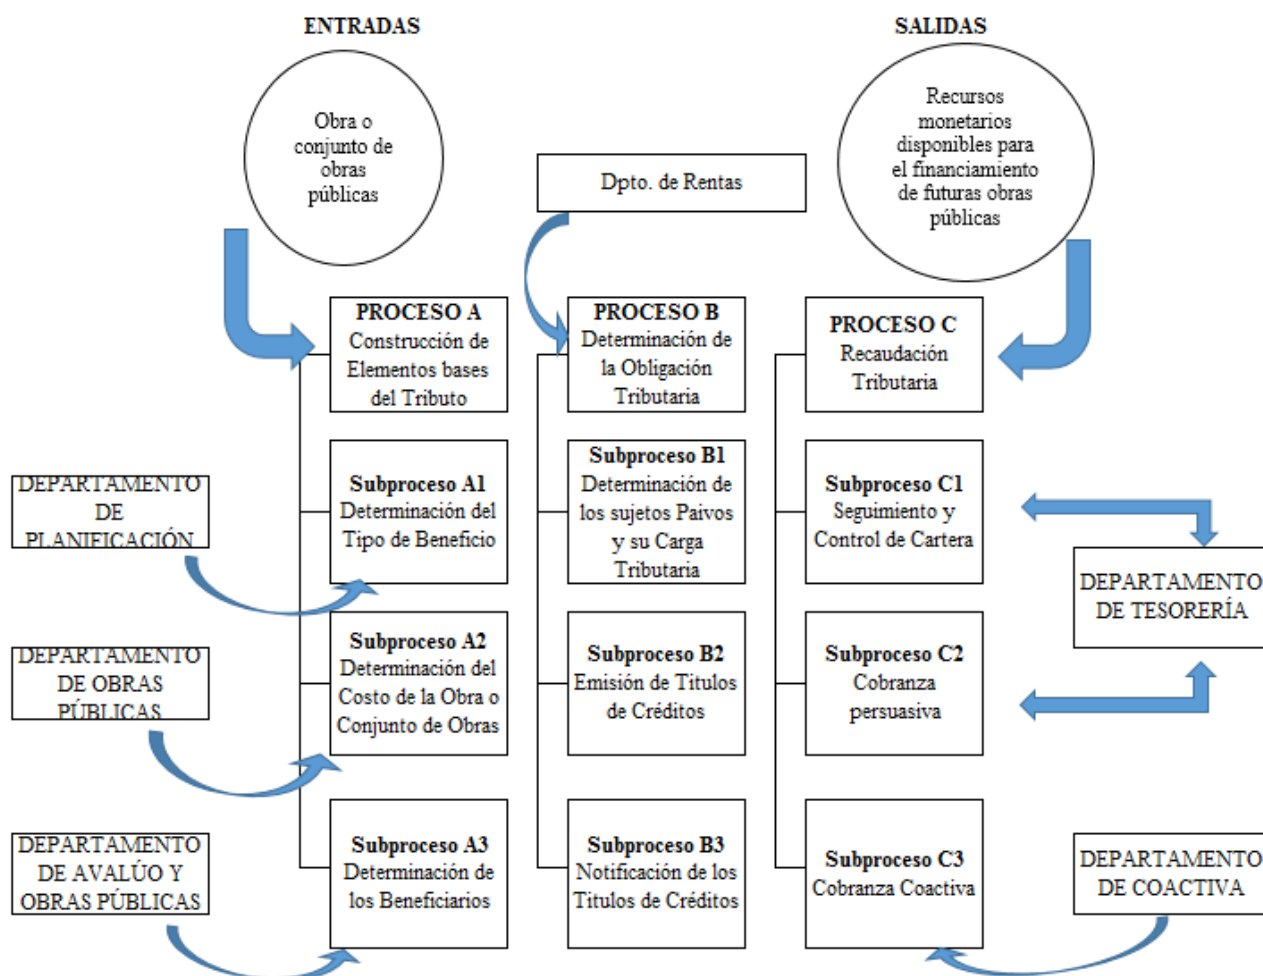 ENTRADAS
SALIDAS
Obra o
conjunto de
obras
públicas
Recursos
monetarios
disponibles para
el financiamiento
de futuras obras
públicas
Dpto. de Rentas
PROCESO A
Construcción de
Elementos bases
del Tributo
PROCESO B
Determinación de
la Obligación
Tributaria
PROCESO C
Recaudación
Tributaria
DEPARTAMENTO
DE
PLANIFICACIÓN
Subproceso A1
Determinación del
Tipo de Beneficio
Subproceso B1
Determinación de
los sujetos Paivos
y su Carga
Tributaria
Subproceso C1
Seguimiento y
Control de Cartera
DEPARTAMENTO
DE TESORERÍA
DEPARTAMENTO
DE OBRAS
PÚBLICAS
Subproceso A2
Determinación del
Costo de la Obra o
Conjunto de Obras
Subproceso B2
Emisión de Titulos
de Créditos
Subproceso C2
Cobranza
persuasiva
DEPARTAMENTO
DE AVALÚO Y
OBRAS PÚBLICAS
Subproceso A3
Determinación de
los Beneficiarios
Subproceso B3
Notificación de los
Titulos de Créditos
Subproceso C3
Cobranza Coactiva
DEPARTAMENTO
DE COACTIVA